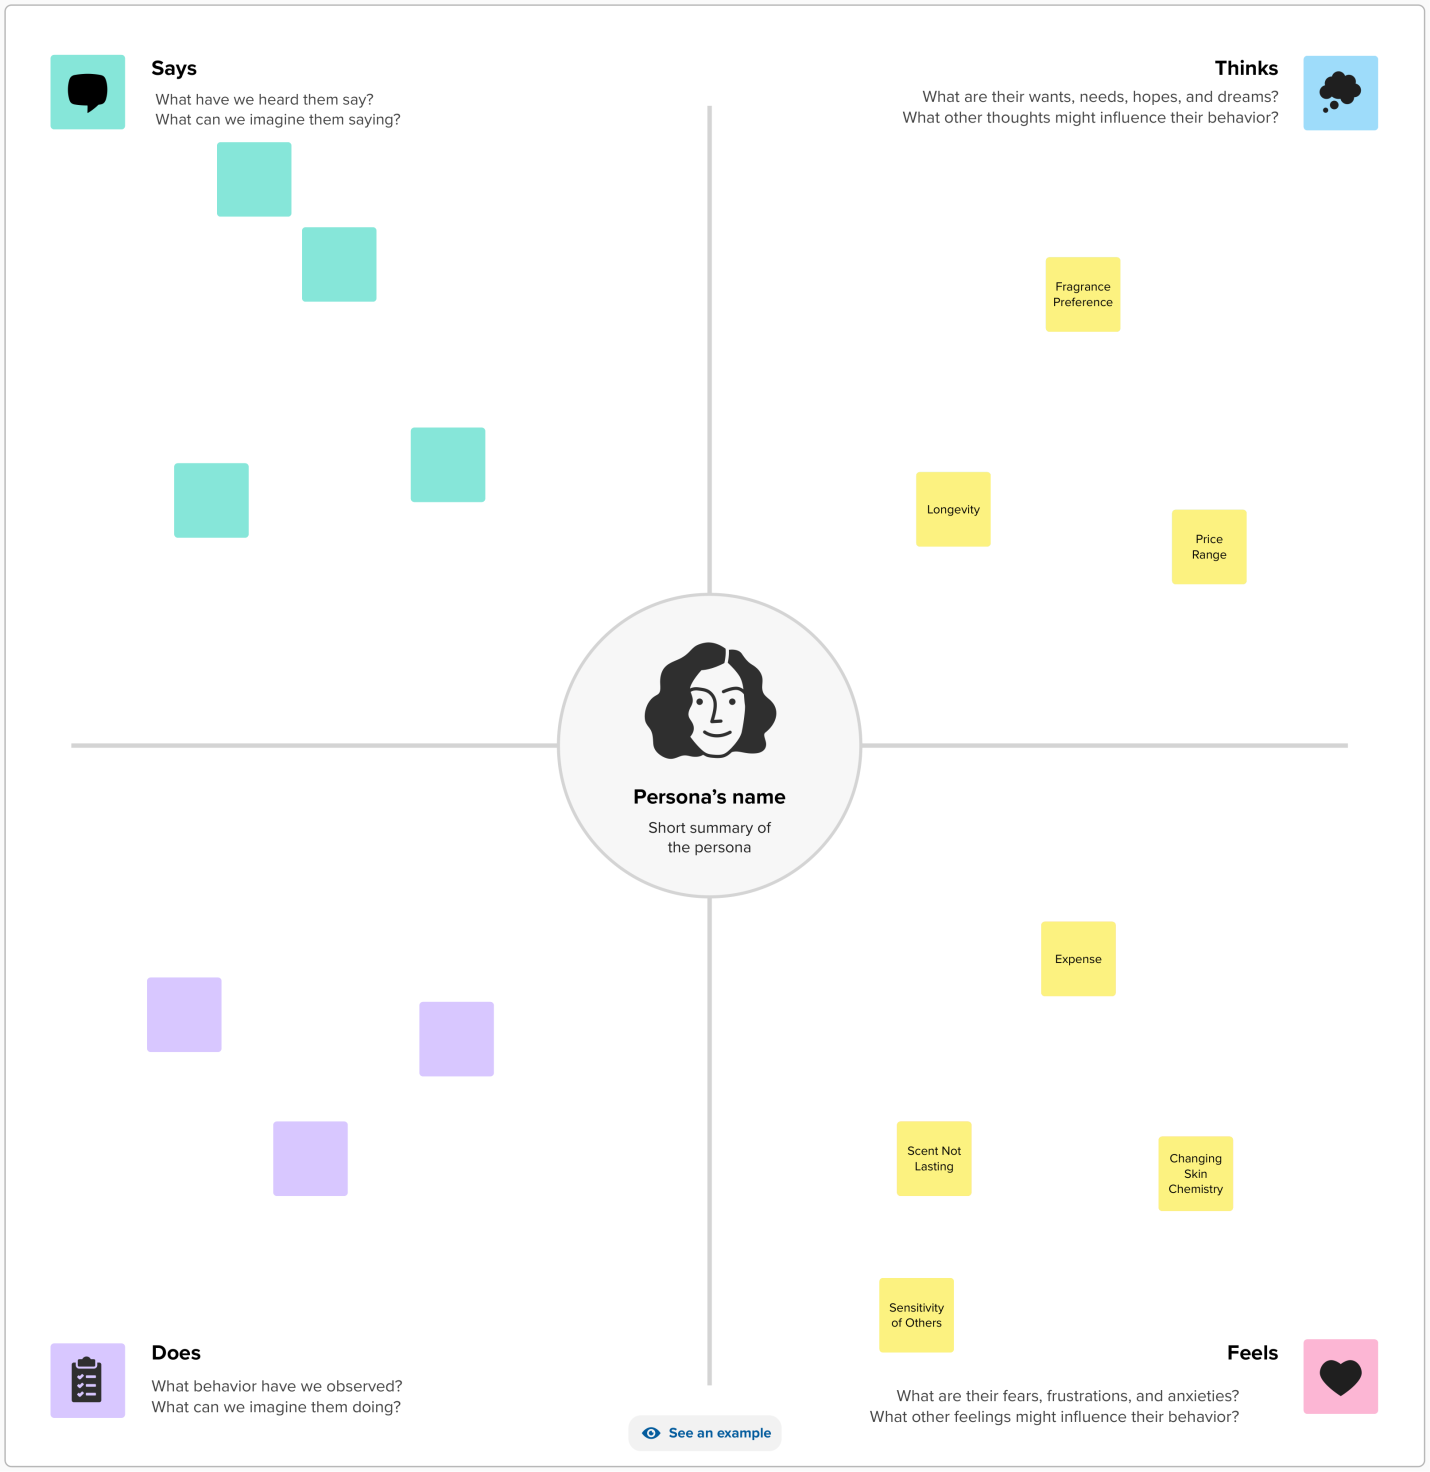 Says
What have we heard them say?
What can we imagine them saying?
Thinks
What are their wants, needs, hopes, and dreams?
What other thoughts might influence their behavior?
Fragrance
Preference
Longevity
Price
Range
Persona’s name
Short summary of
the persona
Expense
Scent Not
Lasting
Changing
Skin
Chemistry
Sensitivity
of Others
Does
What behavior have we observed?
What can we imagine them doing?
Feels
What are their fears, frustrations, and anxieties?
What other feelings might influence their behavior?
See an example